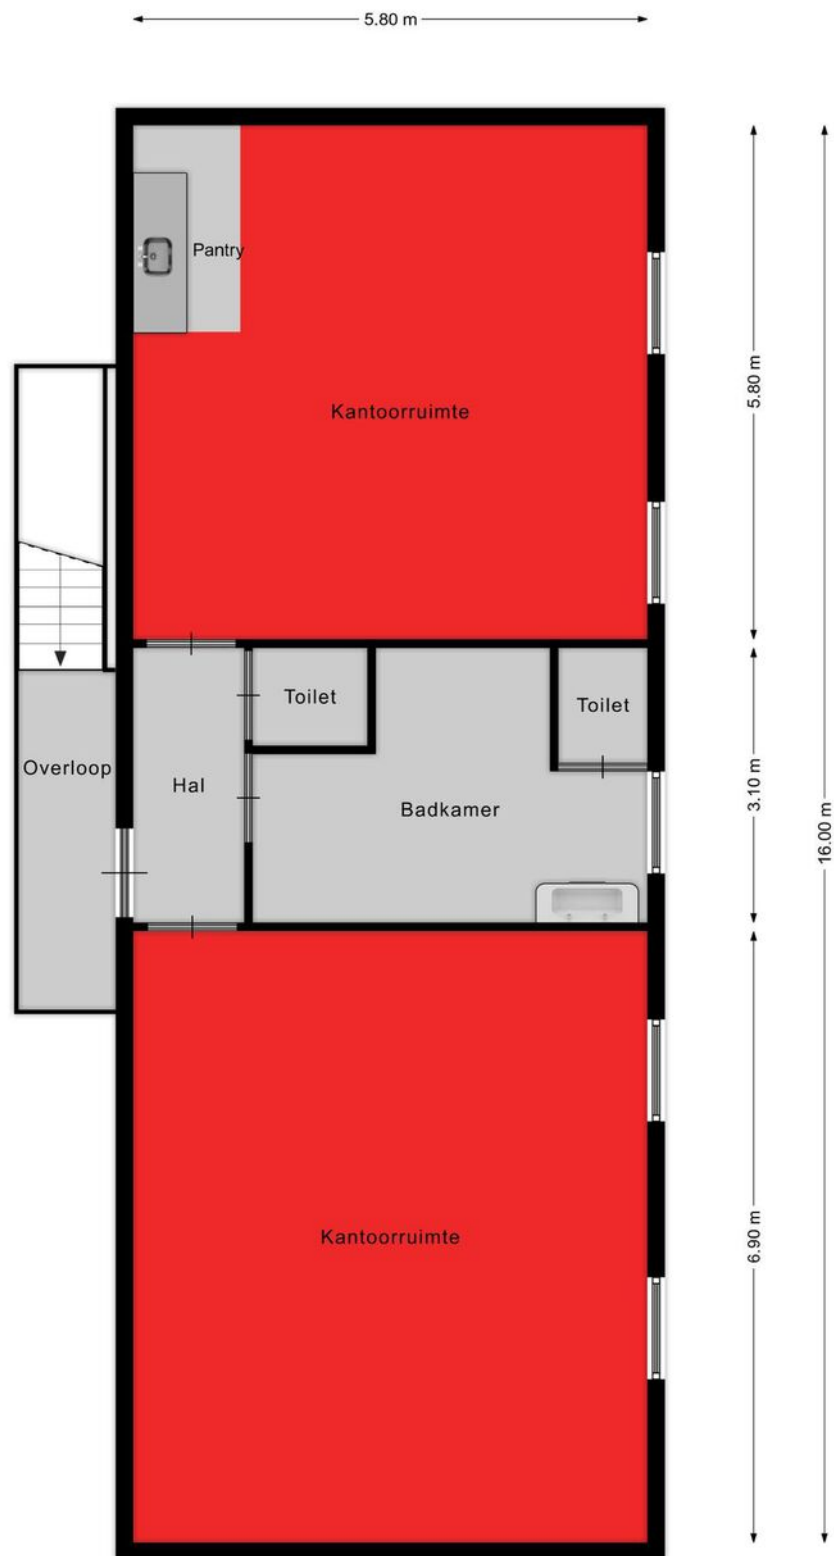 5.80 m
Pantry
Kantoorruimte
5.80 m
Toilet
Toilet
Overloop
Hal
Badkamer
3.10 m
16.00 m
Kantoorruimte
6.90 m